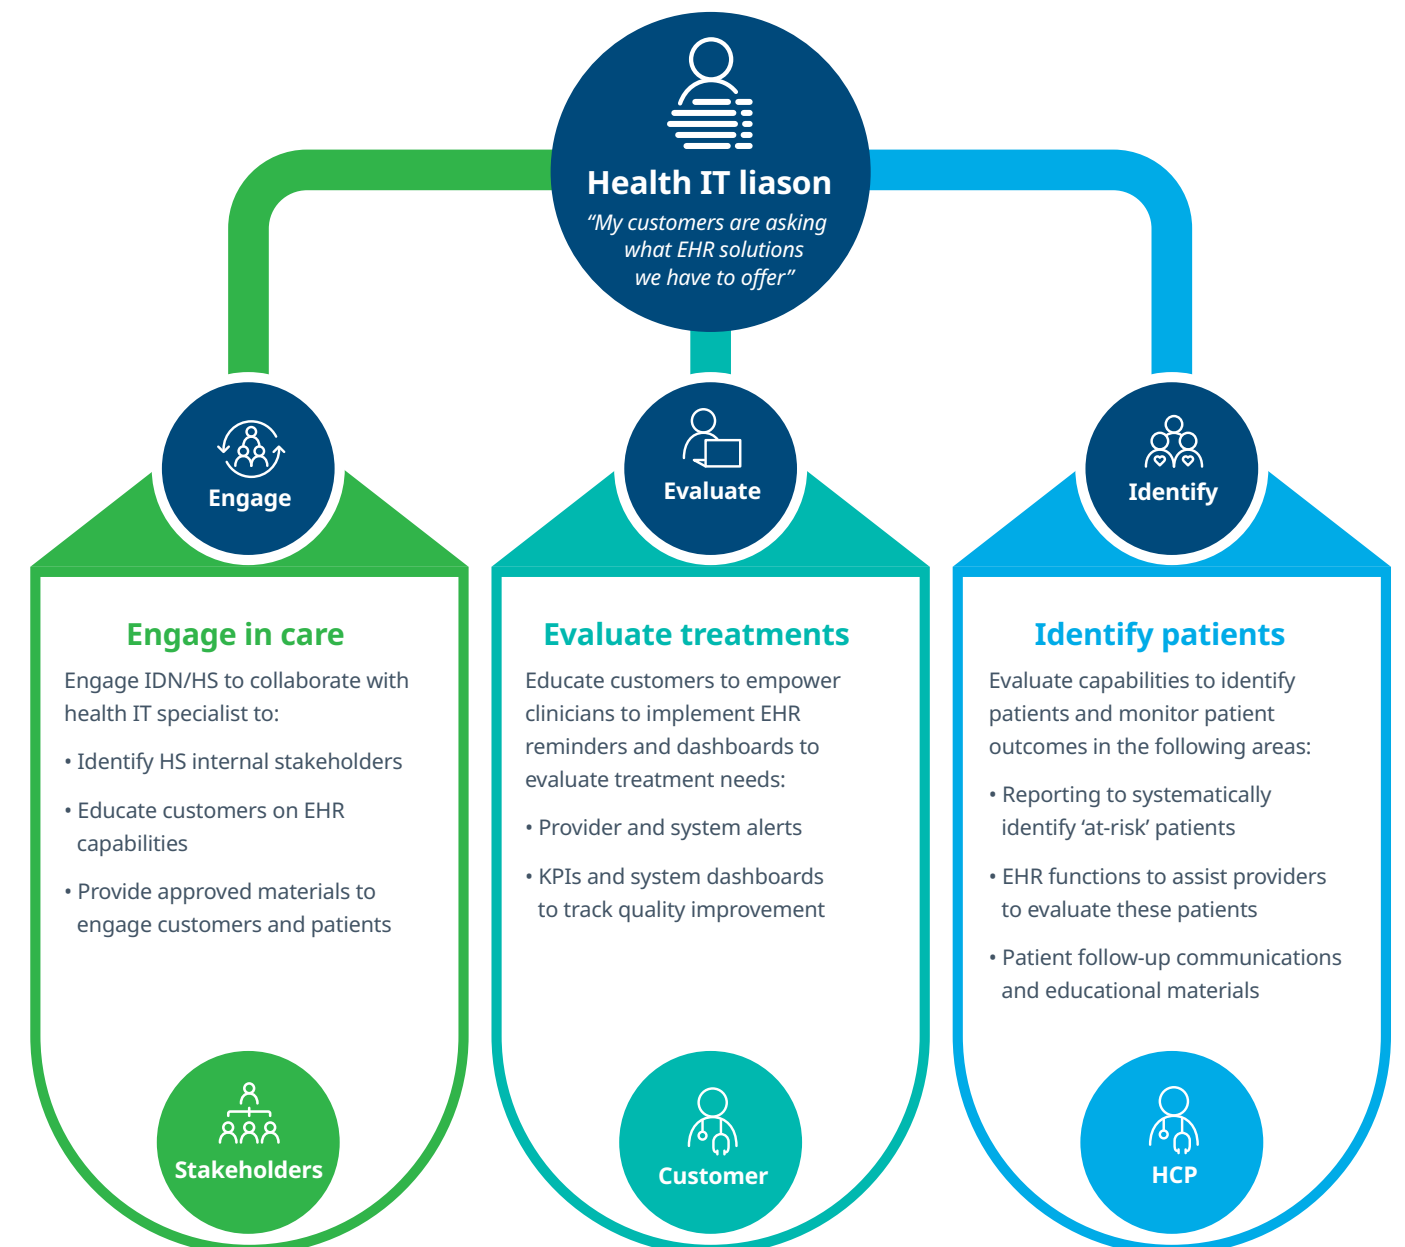 Health IT liason
“My customers are asking
what EHR solutions
we have to offer”
Engage
Evaluate
Identify
Engage in care
Engage IDN/HS to collaborate with
health IT specialist to:
• Identify HS internal stakeholders
• Educate customers on EHR
capabilities
• Provide approved materials to
engage customers and patients
Stakeholders
Evaluate treatments
Educate customers to empower
clinicians to implement EHR
reminders and dashboards to
evaluate treatment needs:
• Provider and system alerts
• KPIs and system dashboards
to track quality improvement
Customer
Identify patients
Evaluate capabilities to identify
patients and monitor patient
outcomes in the following areas:
• Reporting to systematically
identify ‘at-risk’ patients
• EHR functions to assist providers
to evaluate these patients
• Patient follow-up communications
and educational materials
HCP